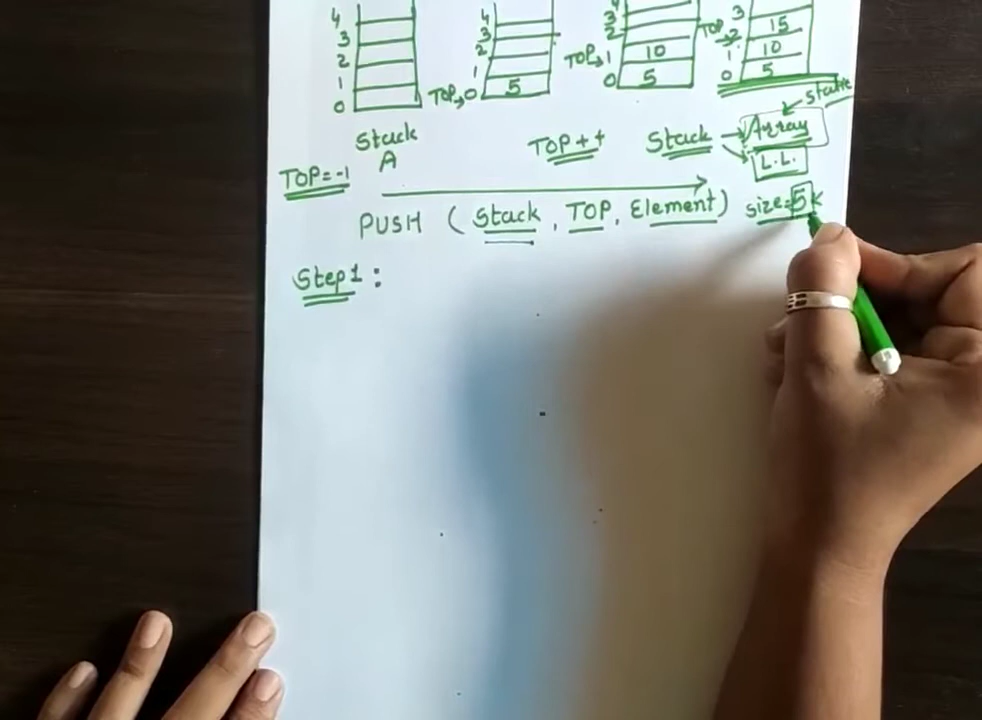 4 4 4 3
3 3 3 TOP→2 15
2 2 TOP→1 10 1 10
1 1 0 5 0 5
0 TOP→0 5
static
Stack TOP++ Stack → Array
A → L.L.
TOP=-1
PUSH ( Stack , TOP, Element) size=5
Step 1 :